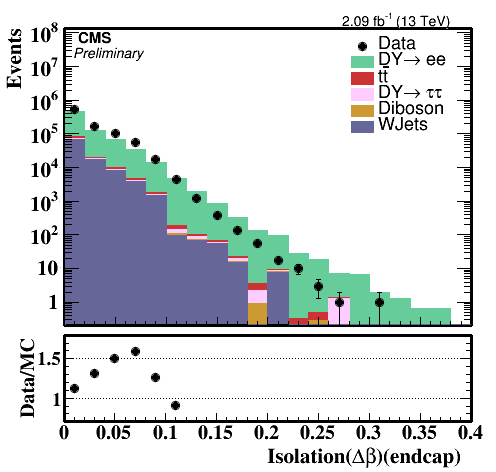 2.09 fb⁻¹ (13 TeV)
CMS
Preliminary
Events
10⁸
10⁷
10⁶
10⁵
10⁴
10³
10²
10
1
Data
DY→ ee
tt̄
DY→ ττ
Diboson
WJets
Data/MC
1.5
1
0 0.05 0.1 0.15 0.2 0.25 0.3 0.35 0.4
Isolation(Δβ)(endcap)